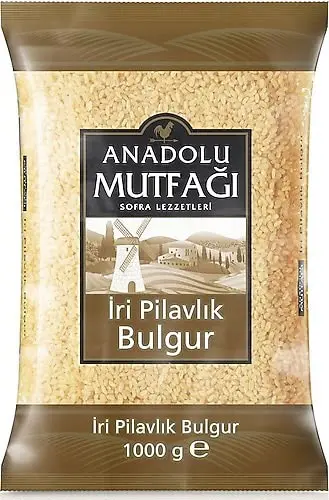 ANADOLU
MUTFAĞI
SOFRA LEZZETLERİ
İri Pilavlık
Bulgur
İri Pilavlık Bulgur
1000 g ℮